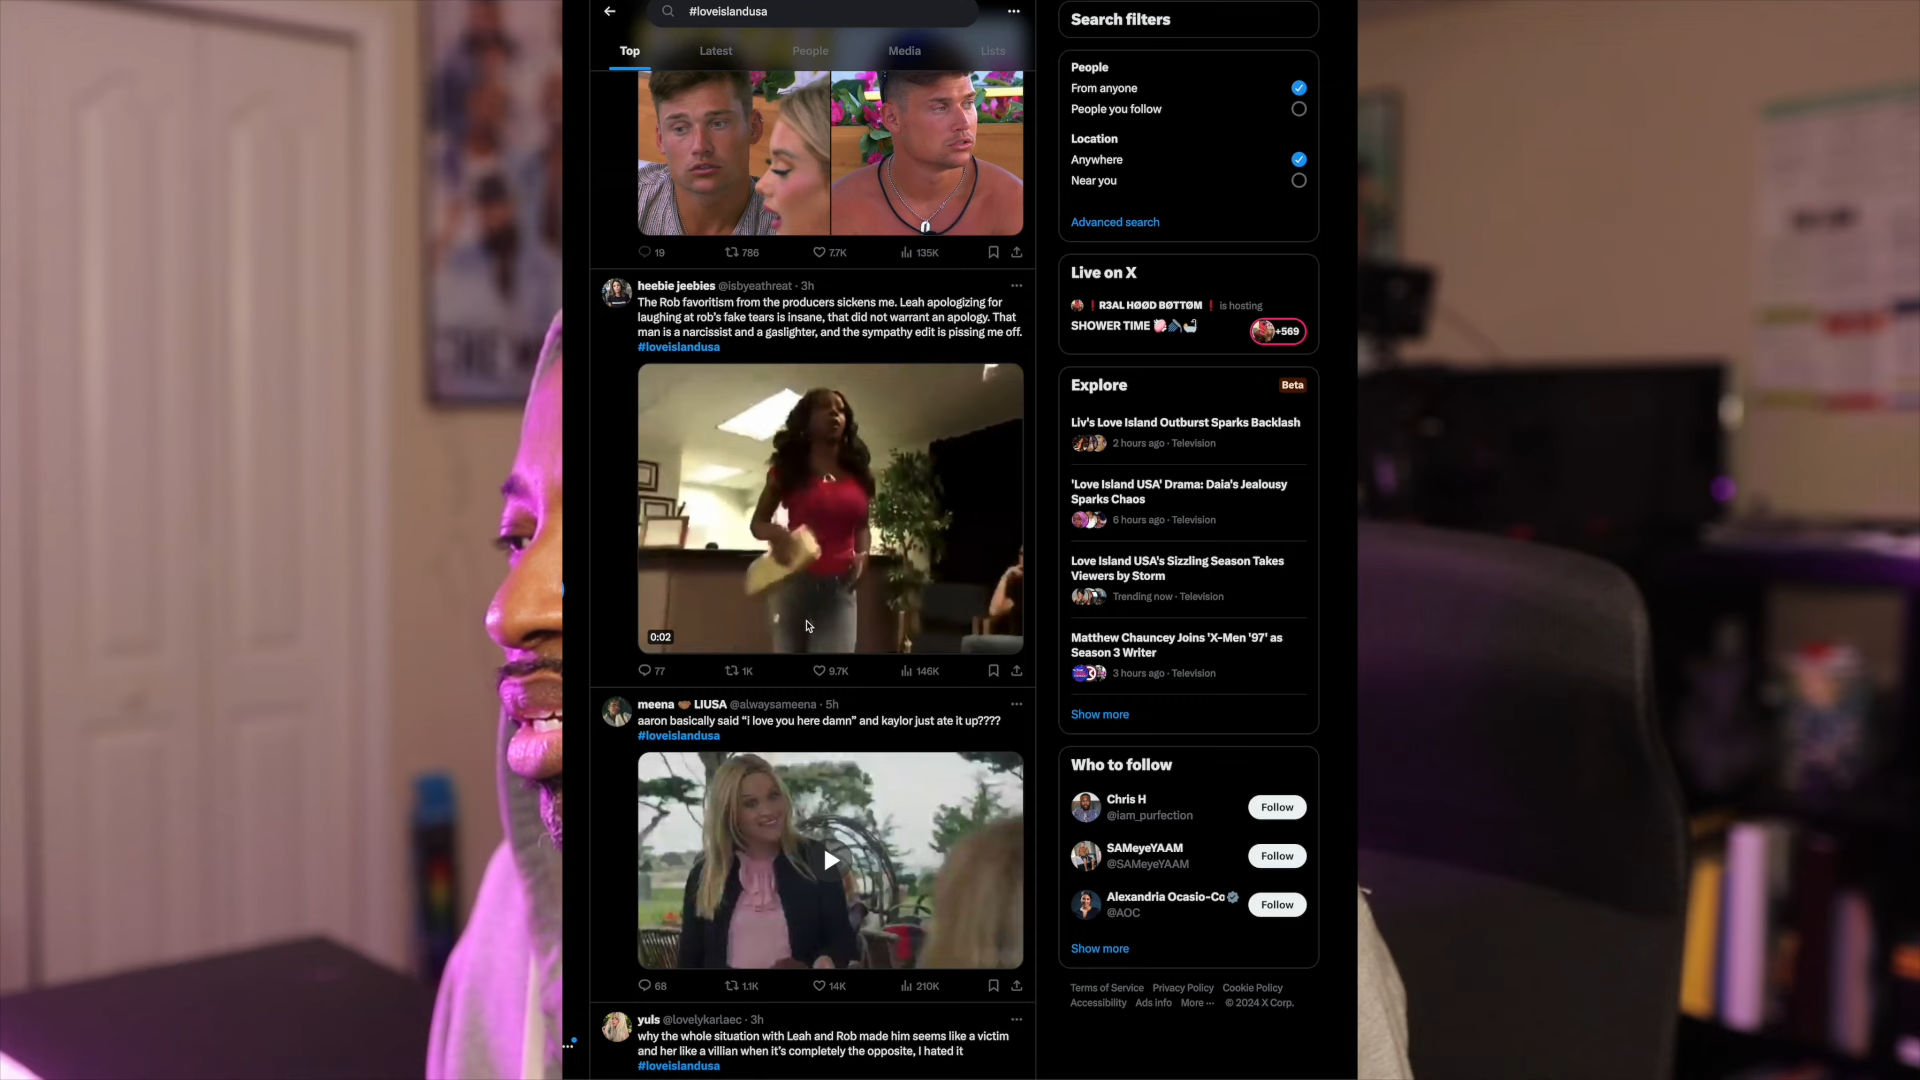 #loveislandusa
Top
Latest
People
Media
Lists
19
786
7.7K
135K
heebie jeebies @isbyeathreat · 3h
The Rob favoritism from the producers sickens me. Leah apologizing for
laughing at rob's fake tears is insane, that did not warrant an apology. That
man is a narcissist and a gaslighter, and the sympathy edit is pissing me off.
#loveislandusa
0:02
77
1K
9.7K
146K
meena LIUSA @alwaysameena · 5h
aaron basically said “i love you here damn” and kaylor just ate it up????
#loveislandusa
68
1.1K
14K
210K
yuls @lovelykarlaec · 3h
why the whole situation with Leah and Rob made him seems like a victim
and her like a villian when it's completely the opposite, I hated it
#loveislandusa
Search filters
People
From anyone
People you follow
Location
Anywhere
Near you
Advanced search
Live on X
R3AL HØØD BØTTØM is hosting
SHOWER TIME
+569
Explore
Beta
Liv's Love Island Outburst Sparks Backlash
2 hours ago · Television
'Love Island USA' Drama: Daia's Jealousy
Sparks Chaos
6 hours ago · Television
Love Island USA's Sizzling Season Takes
Viewers by Storm
Trending now · Television
Matthew Chauncey Joins 'X-Men '97' as
Season 3 Writer
3 hours ago · Television
Show more
Who to follow
Chris H
@iam_purfection
Follow
SAMeyeYAAM
@SAMeyeYAAM
Follow
Alexandria Ocasio-Co
@AOC
Follow
Show more
Terms of Service Privacy Policy Cookie Policy
Accessibility Ads info More ··· © 2024 X Corp.